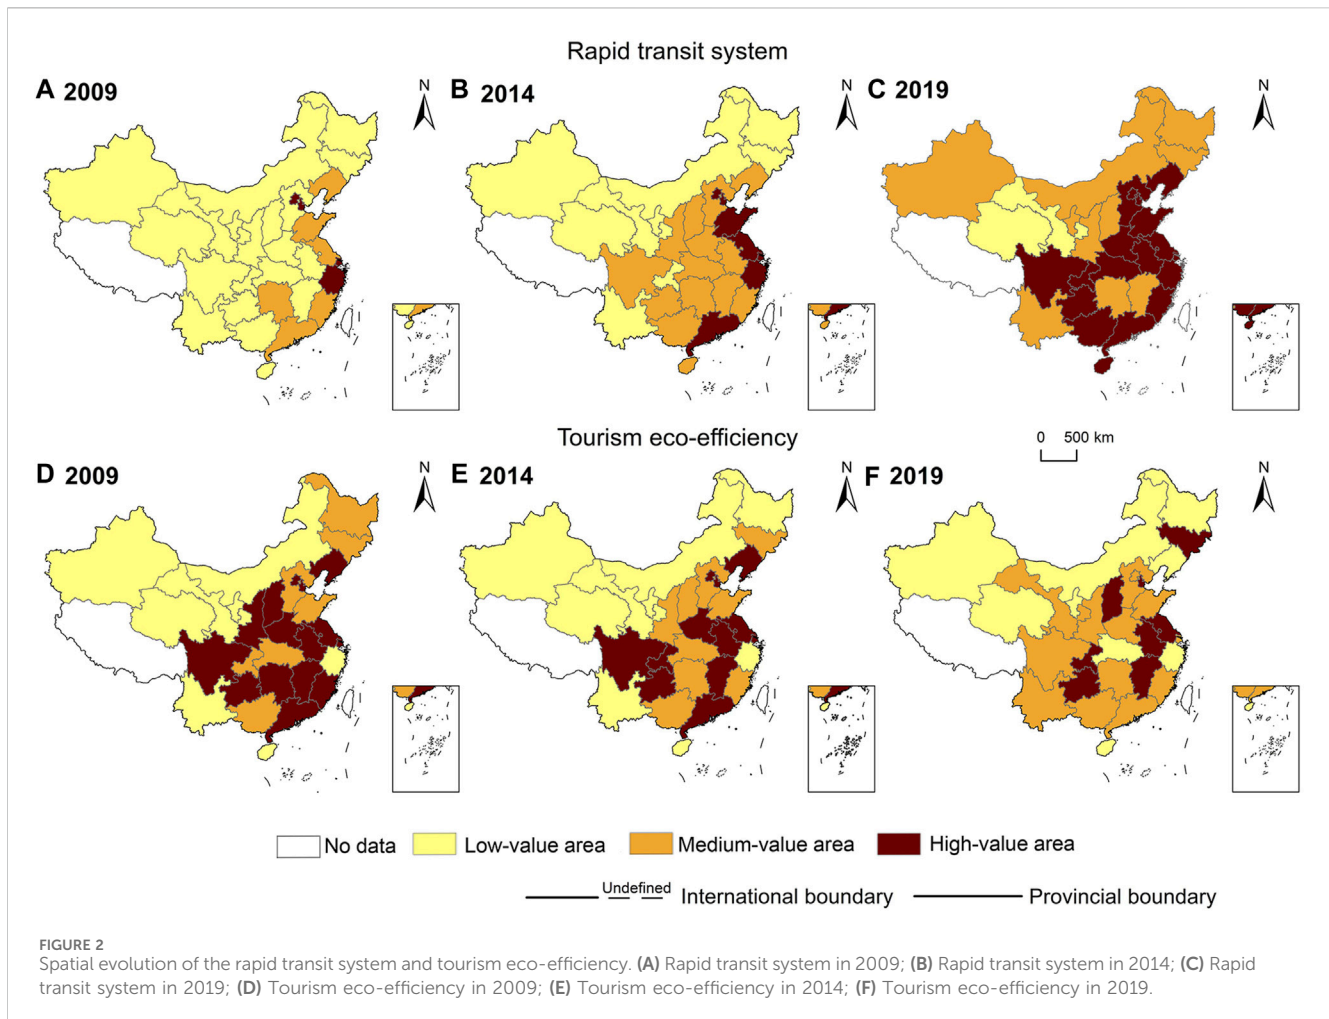 Rapid transit system
A 2009
N
B 2014
N
C 2019
N
Tourism eco-efficiency
0 500 km
D 2009
N
E 2014
N
F 2019
N
No data
Low-value area
Medium-value area
High-value area
Undefined
International boundary
Provincial boundary
FIGURE 2
Spatial evolution of the rapid transit system and tourism eco-efficiency. (A) Rapid transit system in 2009; (B) Rapid transit system in 2014; (C) Rapid
transit system in 2019; (D) Tourism eco-efficiency in 2009; (E) Tourism eco-efficiency in 2014; (F) Tourism eco-efficiency in 2019.